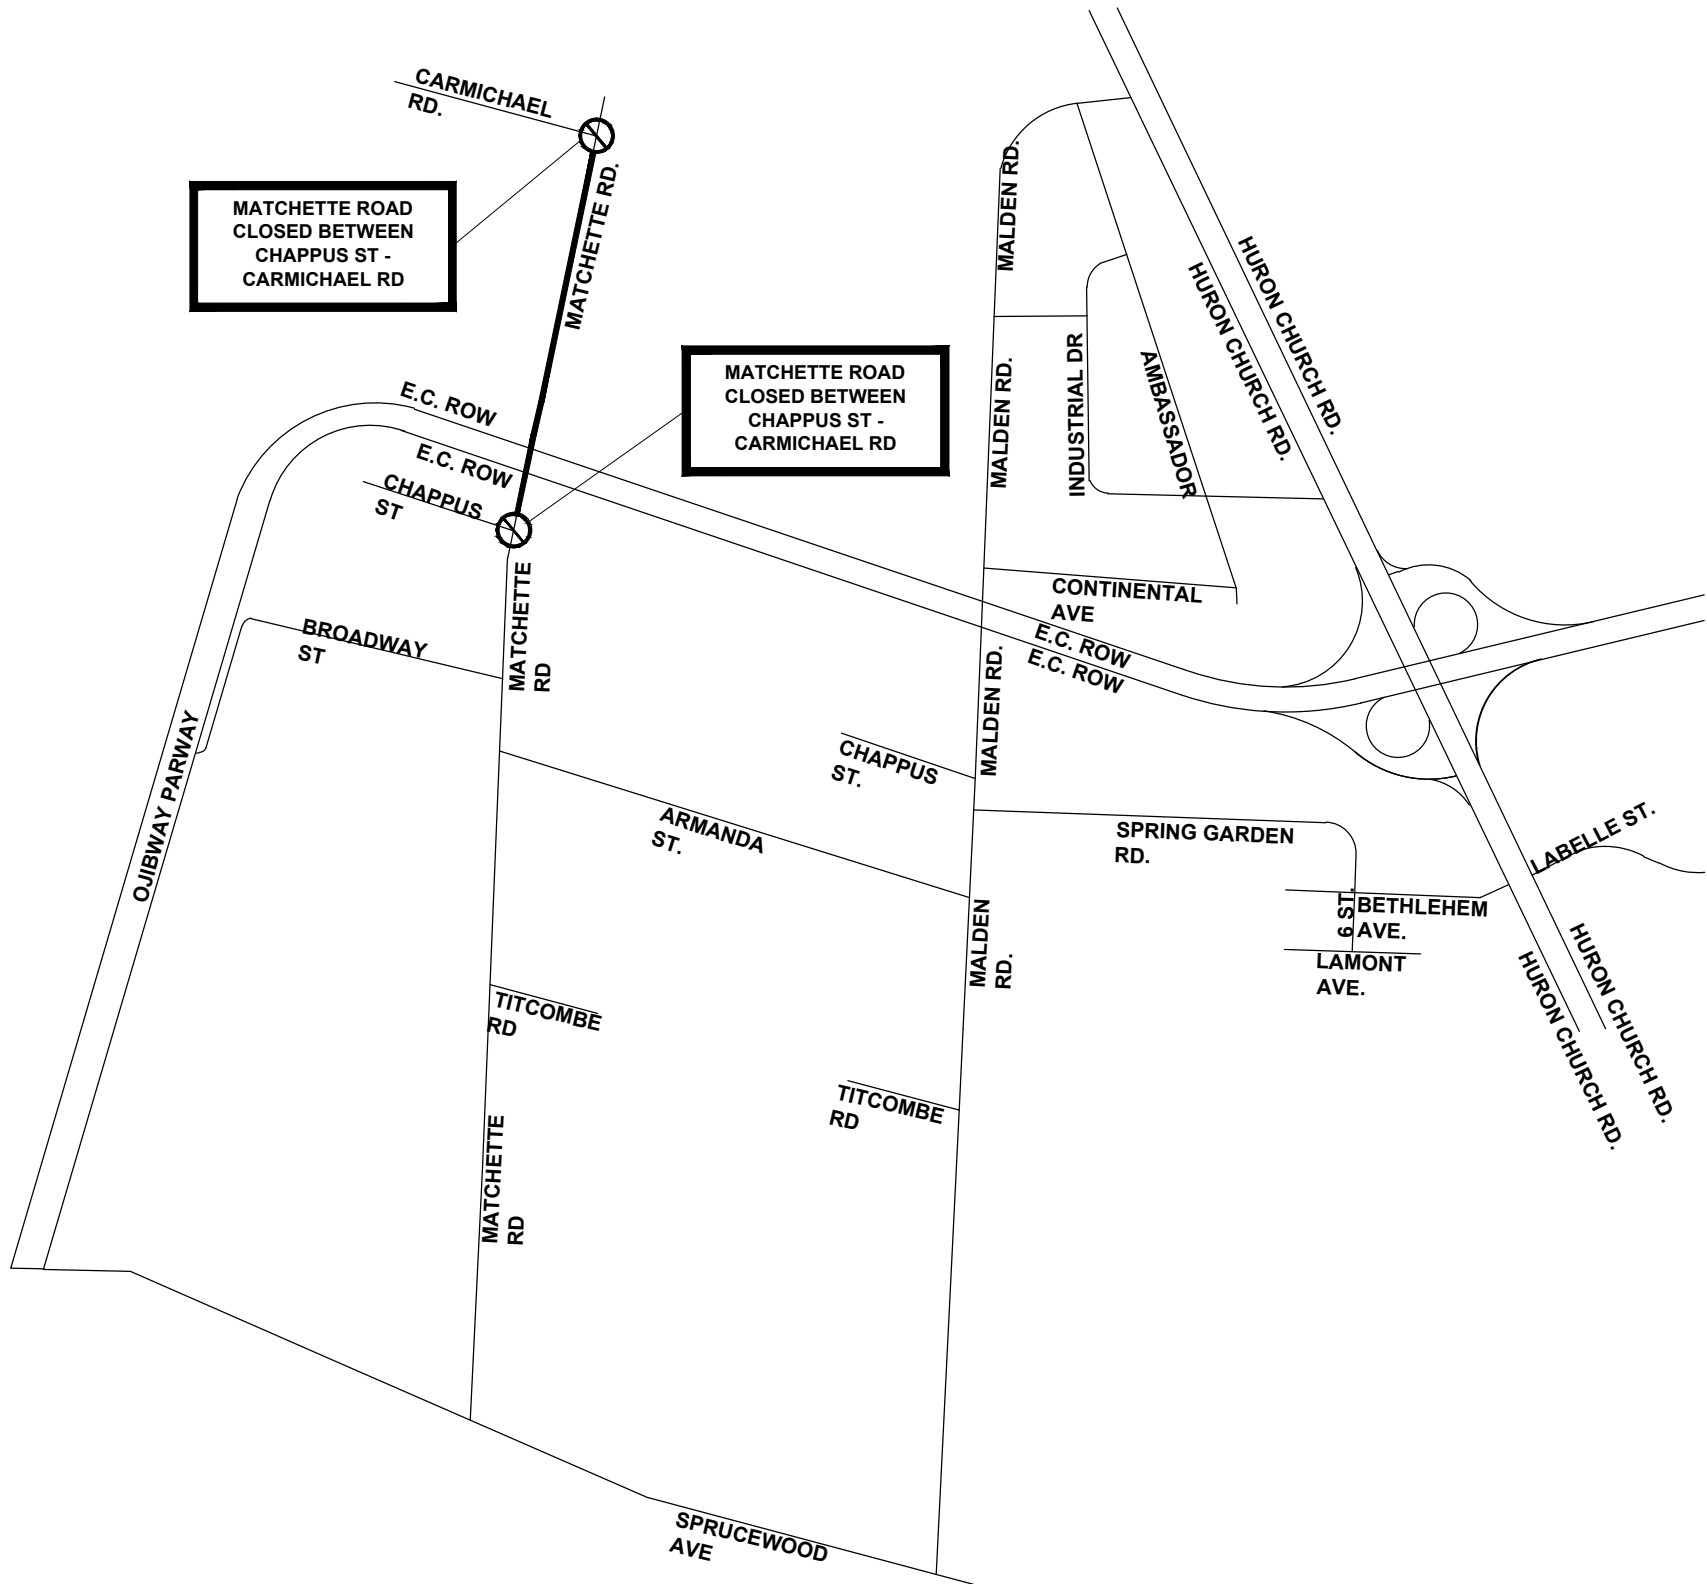 CARMICHAEL
RD.
MATCHETTE RD.
MATCHETTE ROAD
CLOSED BETWEEN
CHAPPUS ST -
CARMICHAEL RD
MALDEN RD.
HURON CHURCH RD.
HURON CHURCH RD.
MATCHETTE ROAD
CLOSED BETWEEN
CHAPPUS ST -
CARMICHAEL RD
MALDEN RD.
INDUSTRIAL DR
AMBASSADOR
E.C. ROW
E.C. ROW
CHAPPUS
ST
MATCHETTE
RD
CONTINENTAL
AVE
BROADWAY
ST
E.C. ROW
E.C. ROW
MALDEN RD.
OJIBWAY PARWAY
CHAPPUS
ST.
ARMANDA
ST.
SPRING GARDEN
RD.
LABELLE ST.
6 ST.
BETHLEHEM
AVE.
MALDEN
RD.
LAMONT
AVE.
HURON CHURCH RD.
HURON CHURCH RD.
TITCOMBE
RD
TITCOMBE
RD
MATCHETTE
RD
SPRUCEWOOD
AVE